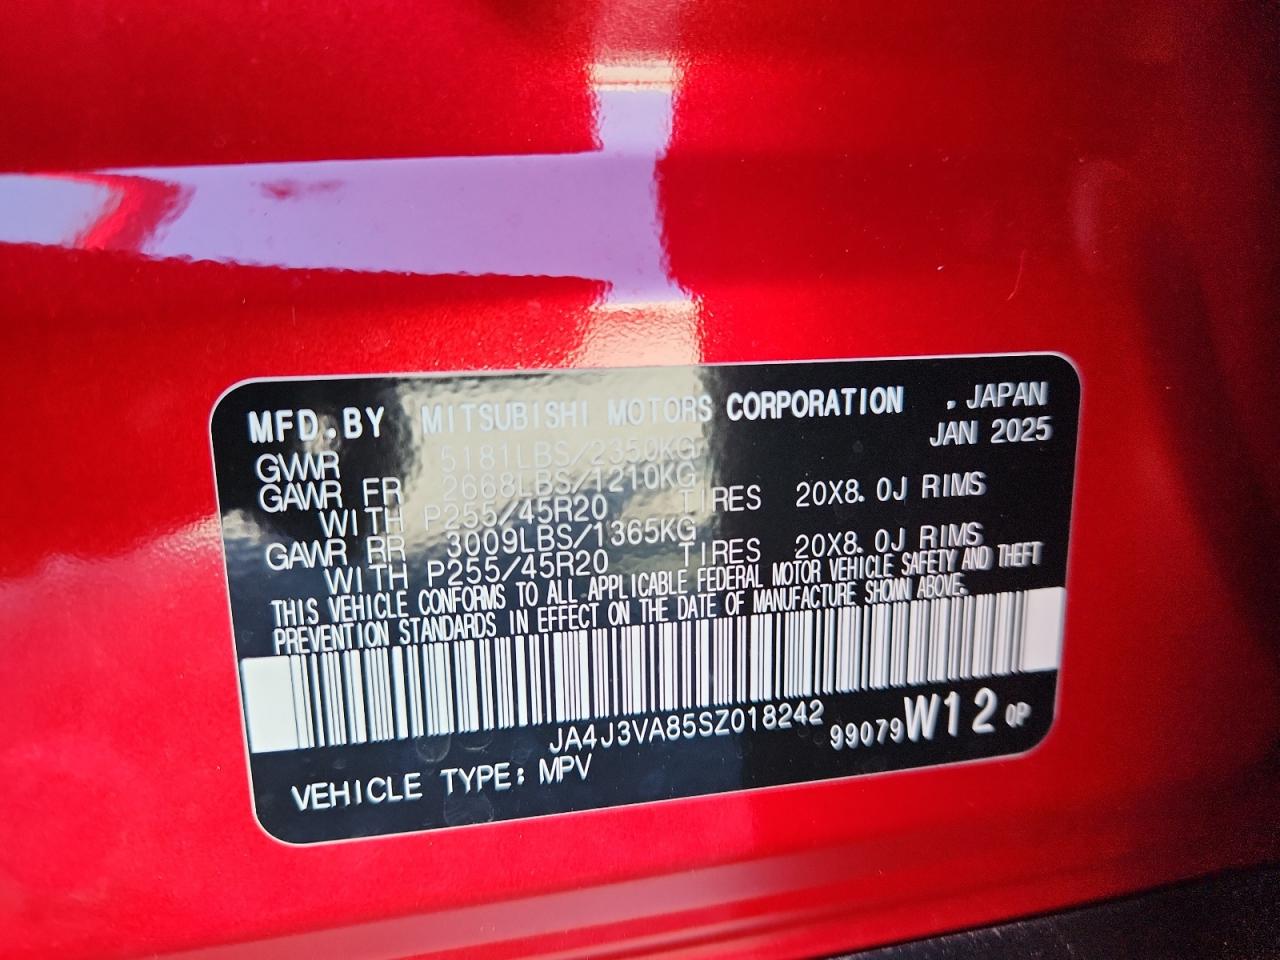 MFD.BY MITSUBISHI MOTORS CORPORATION , JAPAN
JAN 2025
GVWR 5181LBS/2350KG
GAWR FR 2668LBS/1210KG
WITH P255/45R20 TIRES 20X8.0J RIMS
GAWR RR 3009LBS/1365KG
WITH P255/45R20 TIRES 20X8.0J RIMS
THIS VEHICLE CONFORMS TO ALL APPLICABLE FEDERAL MOTOR VEHICLE SAFETY AND THEFT
PREVENTION STANDARDS IN EFFECT ON THE DATE OF MANUFACTURE SHOWN ABOVE.
JA4J3VA85SZ018242 99079W12 0P
VEHICLE TYPE: MPV